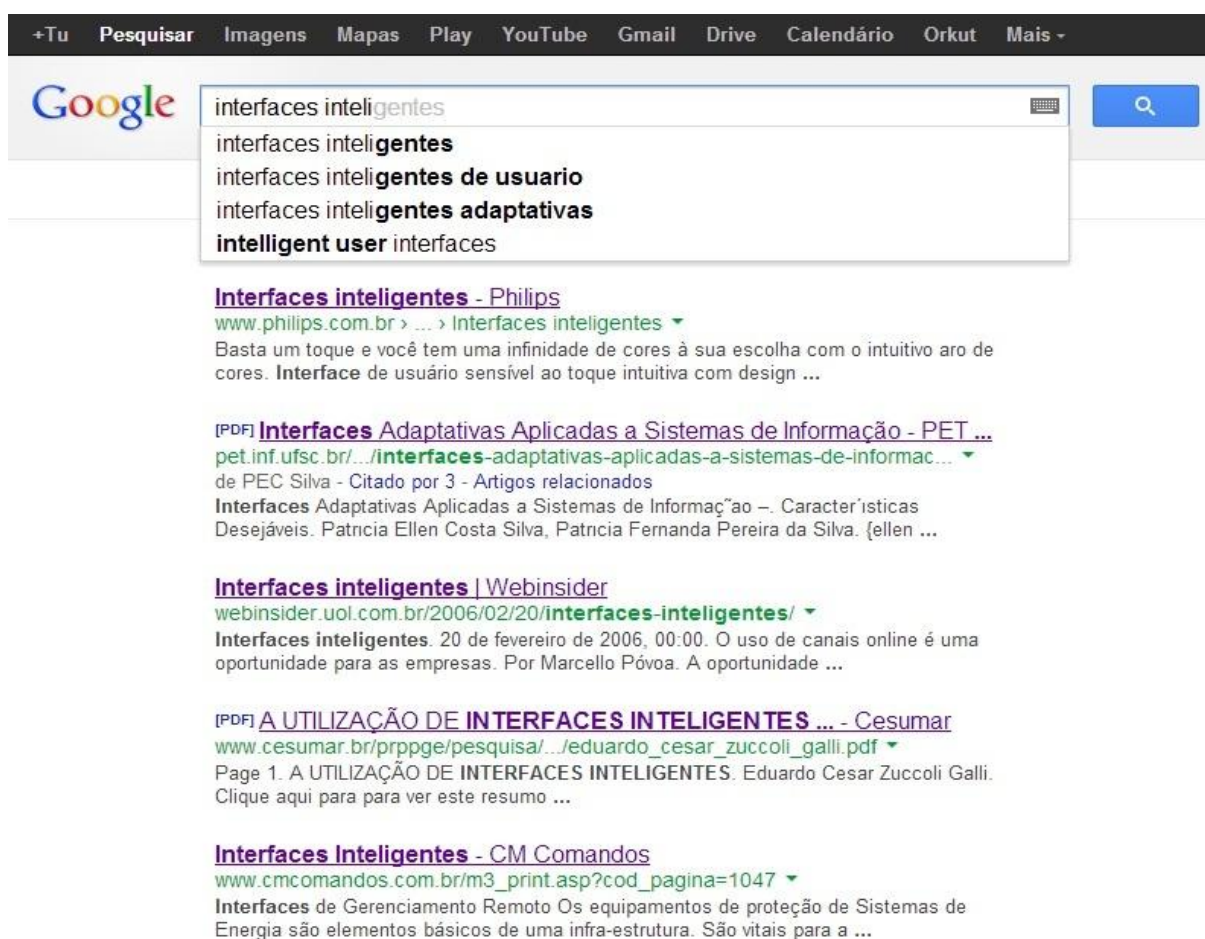 +Tu Pesquisar Imagens Mapas Play YouTube Gmail Drive Calendário Orkut Mais
Google interfaces inteligentes
interfaces inteligentes
interfaces inteligentes de usuario
interfaces inteligentes adaptativas
intelligent user interfaces
Interfaces inteligentes - Philips
www.philips.com.br › ... › Interfaces inteligentes
Basta um toque e você tem uma infinidade de cores à sua escolha com o intuitivo aro de
cores. Interface de usuário sensível ao toque intuitiva com design ...
[PDF] Interfaces Adaptativas Aplicadas a Sistemas de Informação - PET ...
pet.inf.ufsc.br/.../interfaces-adaptativas-aplicadas-a-sistemas-de-informac...
de PEC Silva - Citado por 3 - Artigos relacionados
Interfaces Adaptativas Aplicadas a Sistemas de Informaç˜ao –. Caracter´ısticas
Desejáveis. Patrıcia Ellen Costa Silva, Patrıcia Fernanda Pereira da Silva. {ellen ...
Interfaces inteligentes | Webinsider
webinsider.uol.com.br/2006/02/20/interfaces-inteligentes/
Interfaces inteligentes. 20 de fevereiro de 2006, 00:00. O uso de canais online é uma
oportunidade para as empresas. Por Marcello Póvoa. A oportunidade ...
[PDF] A UTILIZAÇÃO DE INTERFACES INTELIGENTES ... - Cesumar
www.cesumar.br/prppge/pesquisa/.../eduardo_cesar_zuccoli_galli.pdf
Page 1. A UTILIZAÇÃO DE INTERFACES INTELIGENTES. Eduardo Cesar Zuccoli Galli.
Clique aqui para para ver este resumo ...
Interfaces Inteligentes - CM Comandos
www.cmcomandos.com.br/m3_print.asp?cod_pagina=1047
Interfaces de Gerenciamento Remoto Os equipamentos de proteção de Sistemas de
Energia são elementos básicos de uma infra-estrutura. São vitais para a ...